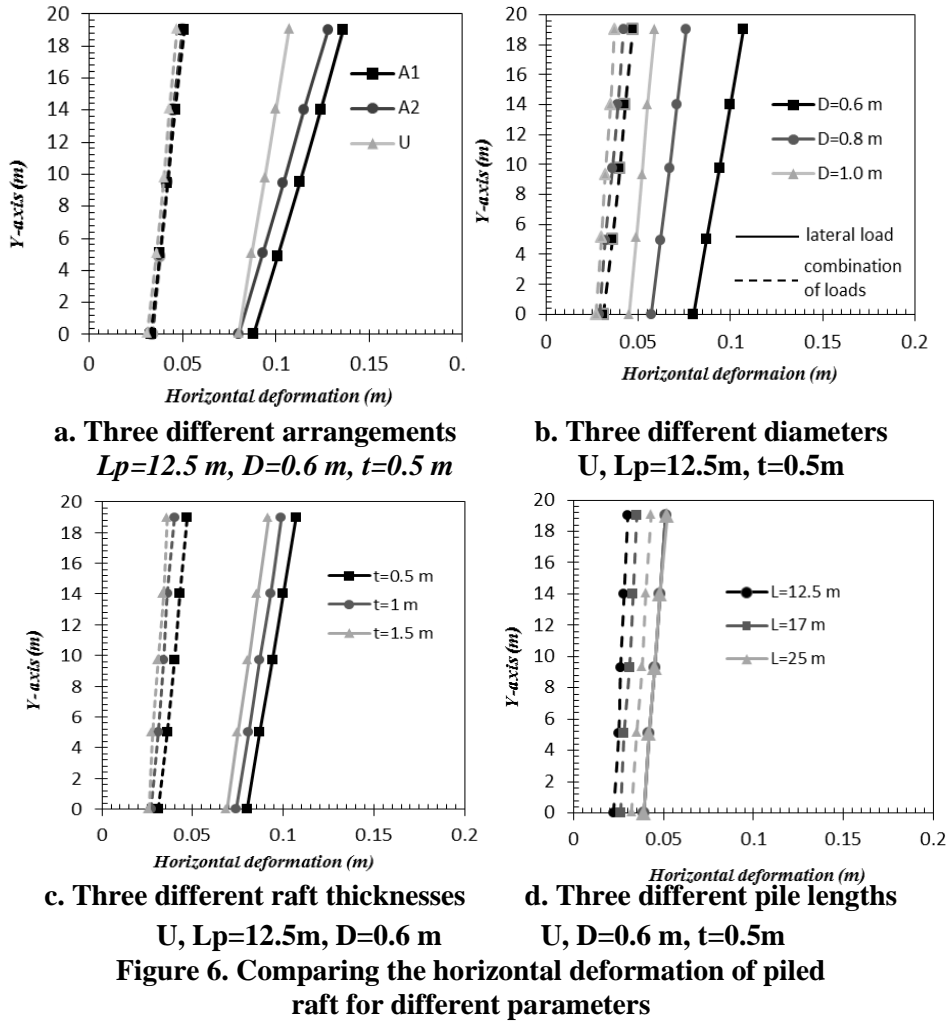 20
18
16
14
12
10
8
6
4
2
0
Y-axis (m)
A1
A2
U
0 0.05 0.1 0.15 0.
Horizontal deformation (m)
a. Three different arrangements
Lp=12.5 m, D=0.6 m, t=0.5 m
20
18
16
14
12
10
8
6
4
2
0
Y-axis (m)
D=0.6 m
D=0.8 m
D=1.0 m
lateral load
combination
of loads
0 0.05 0.1 0.15 0.2
Horizontal deformaion (m)
b. Three different diameters
U, Lp=12.5m, t=0.5m
20
18
16
14
12
10
8
6
4
2
0
Y-axis (m)
t=0.5 m
t=1 m
t=1.5 m
0 0.05 0.1 0.15 0.2
Horizontal deformation (m)
c. Three different raft thicknesses
U, Lp=12.5m, D=0.6 m
20
18
16
14
12
10
8
6
4
2
0
Y-axis (m)
L=12.5 m
L=17 m
L=25 m
0 0.05 0.1 0.15 0.2
Horizontal deformation (m)
d. Three different pile lengths
U, D=0.6 m, t=0.5m
Figure 6. Comparing the horizontal deformation of piled
raft for different parameters